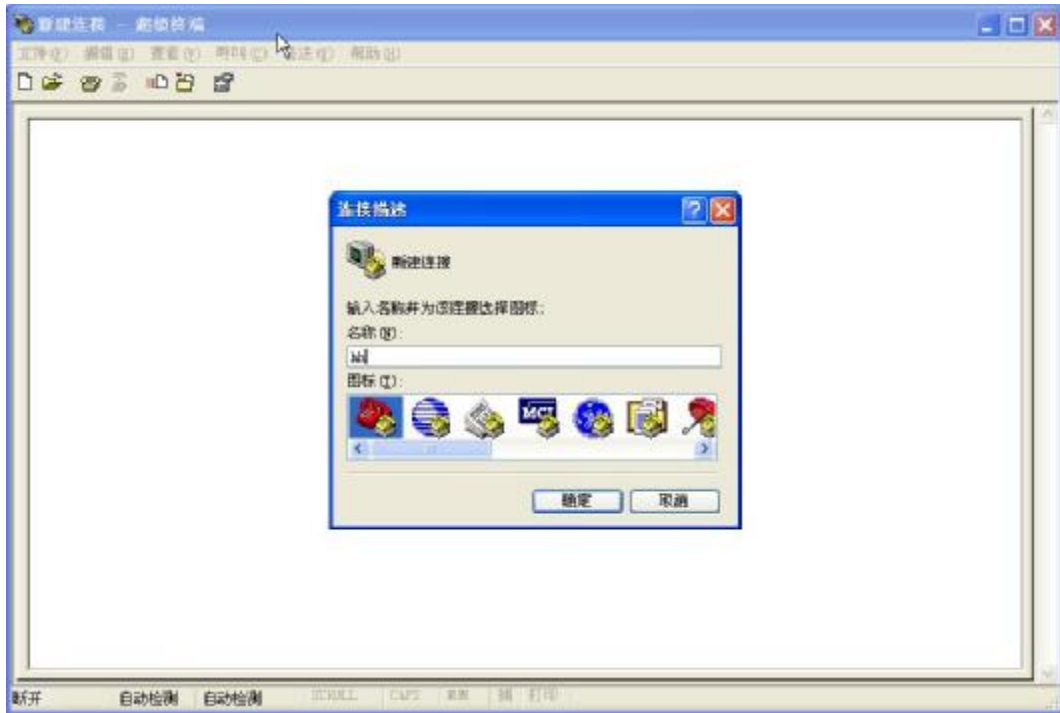 新建连接 - 超级终端
文件(F) 编辑(E) 查看(V) 呼叫(C) 传送(T) 帮助(H)
连接描述
新建连接
输入名称并为该连接选择图标:
名称(N):
图标(I):
MCI
确定 取消
断开 自动检测 自动检测 SCROLL CAPS NUM 捕 打印